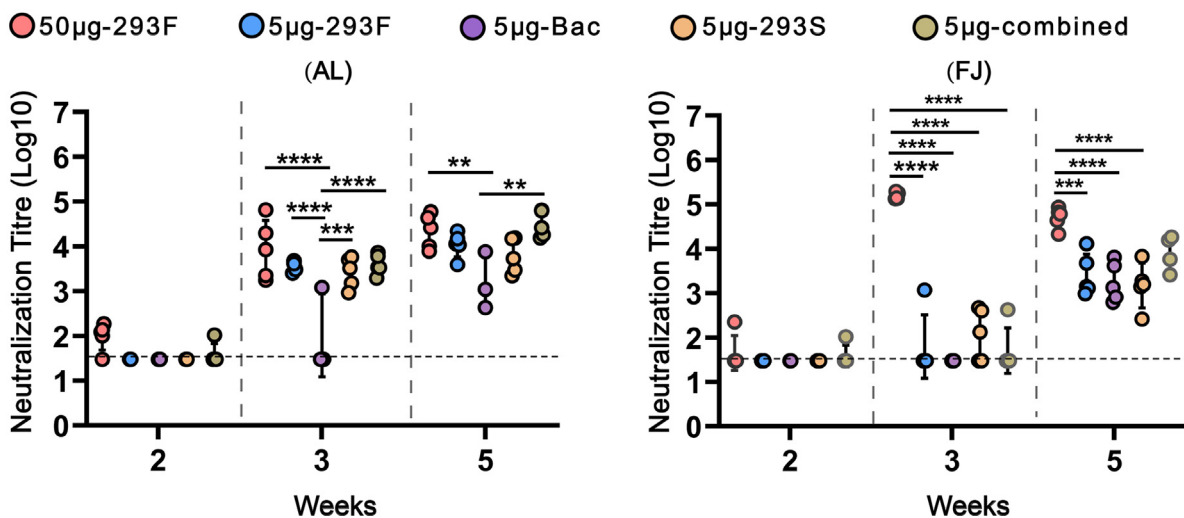 50µg-293F 5µg-293F 5µg-Bac 5µg-293S 5µg-combined
(AL)
Neutralization Titre (Log10)
7
6
5
4
3
2
1
0
**** **** **** *** ** **
2 3 5
Weeks
(FJ)
Neutralization Titre (Log10)
7
6
5
4
3
2
1
0
**** **** **** **** **** **** ***
2 3 5
Weeks